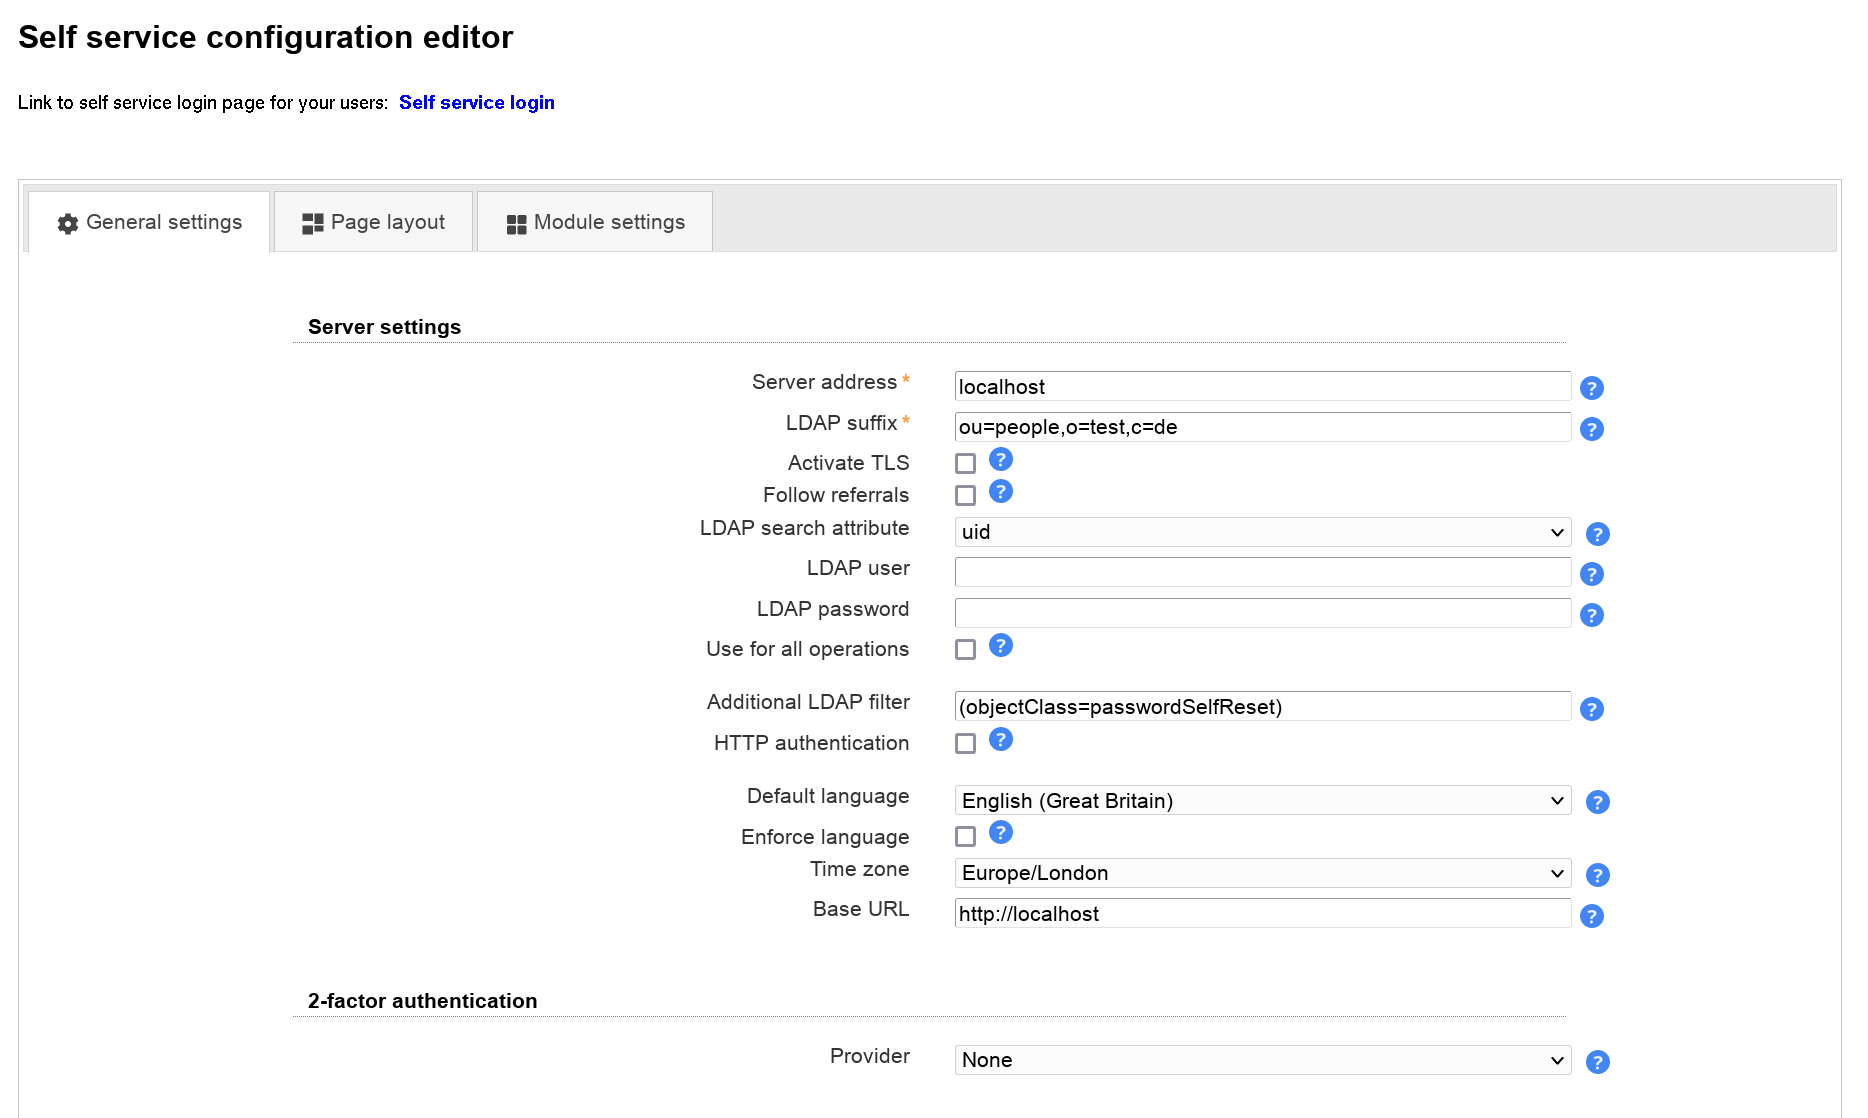 Self service configuration editor
Link to self service login page for your users: Self service login
General settings
Page layout
Module settings
Server settings
Server address * localhost ?
LDAP suffix * ou=people,o=test,c=de ?
Activate TLS ?
Follow referrals ?
LDAP search attribute uid ?
LDAP user ?
LDAP password ?
Use for all operations ?
Additional LDAP filter (objectClass=passwordSelfReset) ?
HTTP authentication ?
Default language English (Great Britain) ?
Enforce language ?
Time zone Europe/London ?
Base URL http://localhost ?
2-factor authentication
Provider None ?